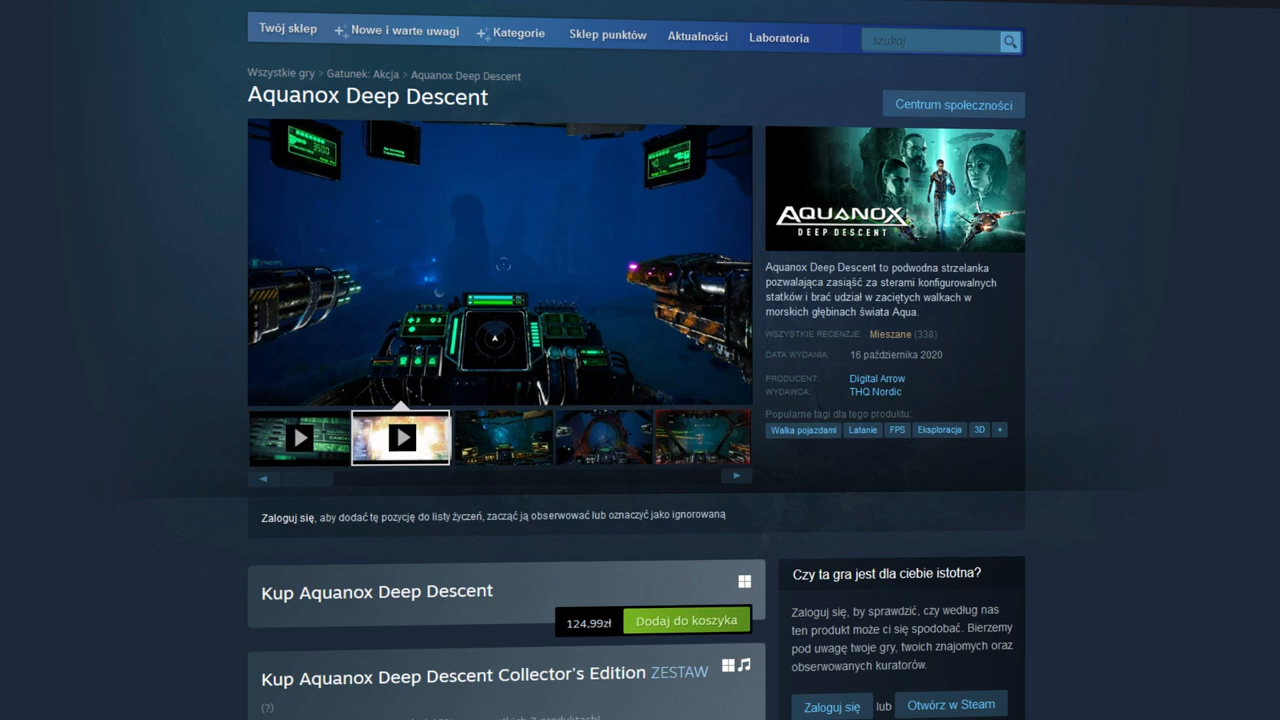 Twój sklep
Nowe i warte uwagi
Kategorie
Sklep punktów
Aktualności
Laboratoria
szukaj
Wszystkie gry > Gatunek: Akcja > Aquanox Deep Descent
Aquanox Deep Descent
Centrum społeczności
3500
40
AQUANOX
DEEP DESCENT
Aquanox Deep Descent to podwodna strzelanka
pozwalająca zasiąść za sterami konfigurowalnych
statków i brać udział w zaciętych walkach w
morskich głębinach świata Aqua.
WSZYSTKIE RECENZJE: Mieszane (338)
DATA WYDANIA: 16 października 2020
PRODUCENT: Digital Arrow
WYDAWCA: THQ Nordic
Popularne tagi dla tego produktu:
Walka pojazdami Latanie FPS Eksploracja 3D +
Zaloguj się, aby dodać tę pozycję do listy życzeń, zacząć ją obserwować lub oznaczyć jako ignorowaną
Kup Aquanox Deep Descent
124,99zł
Dodaj do koszyka
Kup Aquanox Deep Descent Collector's Edition ZESTAW
(?)
Czy ta gra jest dla ciebie istotna?
Zaloguj się, by sprawdzić, czy według nas
ten produkt może ci się spodobać. Bierzemy
pod uwagę twoje gry, twoich znajomych oraz
obserwowanych kuratorów.
Zaloguj się lub Otwórz w Steam